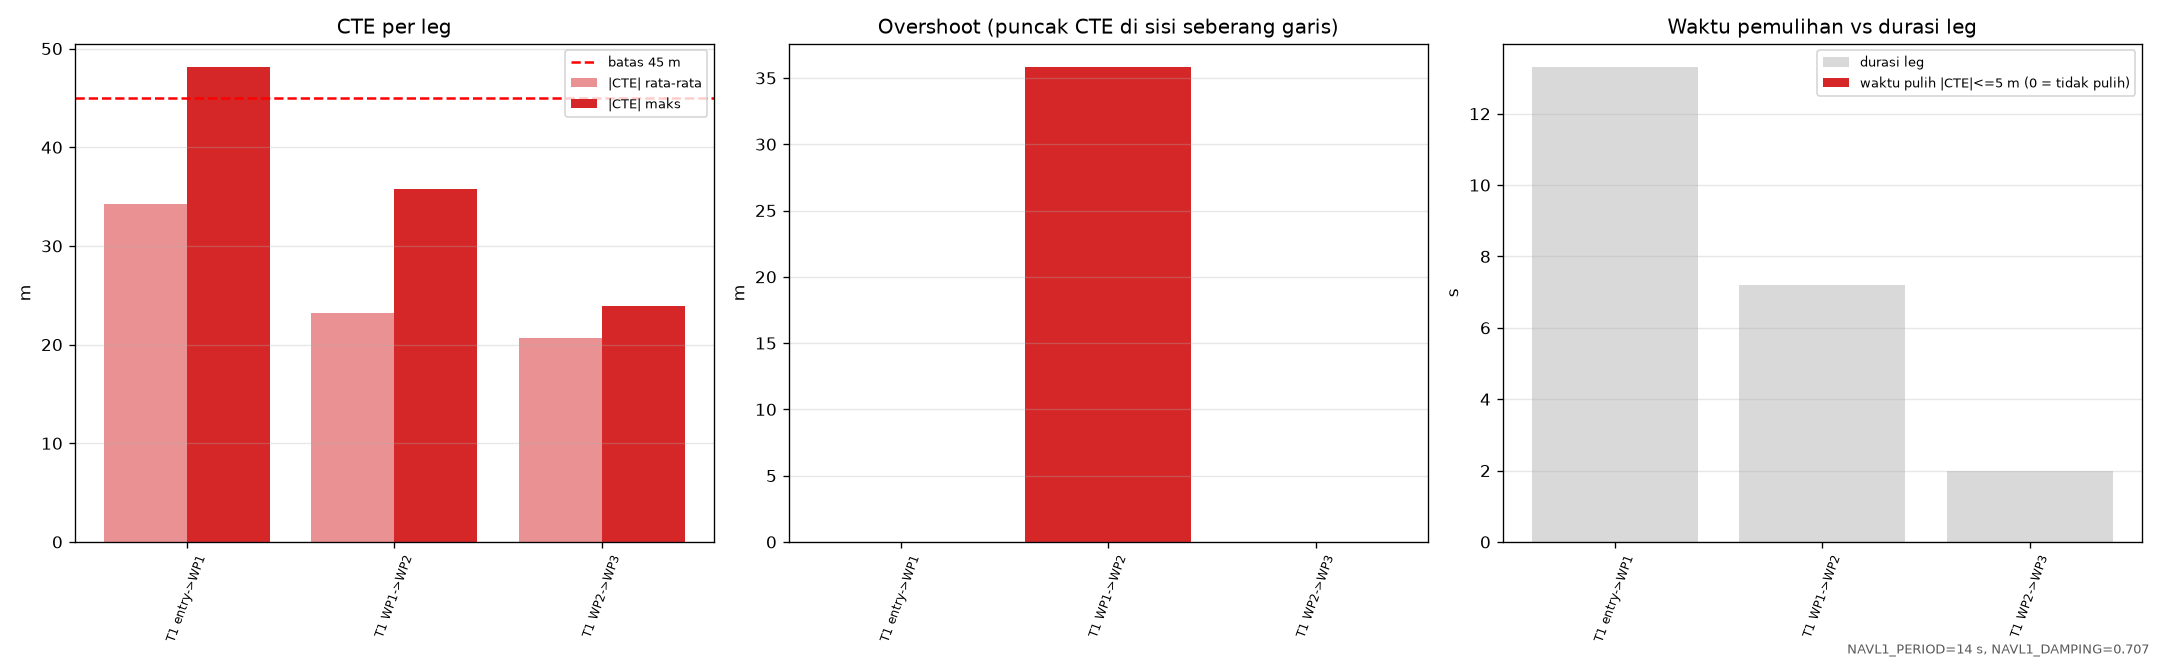 CTE per leg
50
40
30
20
10
0
m
batas 45 m
|CTE| rata-rata
|CTE| maks
T1 entry->WP1
T1 WP1->WP2
T1 WP2->WP3
Overshoot (puncak CTE di sisi seberang garis)
35
30
25
20
15
10
5
0
m
T1 entry->WP1
T1 WP1->WP2
T1 WP2->WP3
Waktu pemulihan vs durasi leg
12
10
8
6
4
2
0
s
durasi leg
waktu pulih |CTE|<=5 m (0 = tidak pulih)
T1 entry->WP1
T1 WP1->WP2
T1 WP2->WP3
NAVL1_PERIOD=14 s, NAVL1_DAMPING=0.707